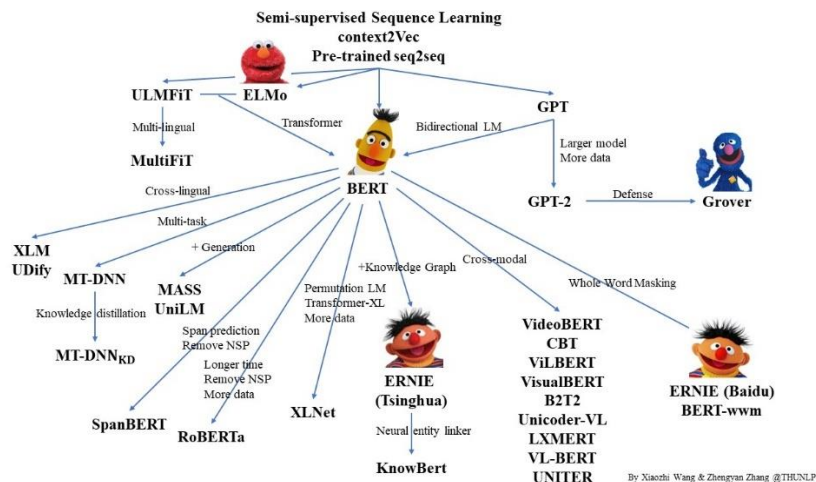 Semi-supervised Sequence Learning
context2Vec
Pre-trained seq2seq
ULMFiT
ELMo
GPT
Multi-lingual
Transformer
Bidirectional LM
Larger model
More data
MultiFiT
BERT
GPT-2
Defense
Grover
Cross-lingual
Multi-task
+ Generation
+Knowledge Graph
Cross-modal
Whole Word Masking
XLM
UDify
MT-DNN
MASS
UniLM
Permutation LM
Transformer-XL
More data
Knowledge distillation
Span prediction
Remove NSP
Longer time
Remove NSP
More data
MT-DNNKD
SpanBERT
RoBERTa
XLNet
ERNIE
(Tsinghua)
Neural entity linker
KnowBert
VideoBERT
CBT
ViLBERT
VisualBERT
B2T2
Unicoder-VL
LXMERT
VL-BERT
UNITER
ERNIE (Baidu)
BERT-wwm
By Xiaozhi Wang & Zhengyan Zhang @THUNLP